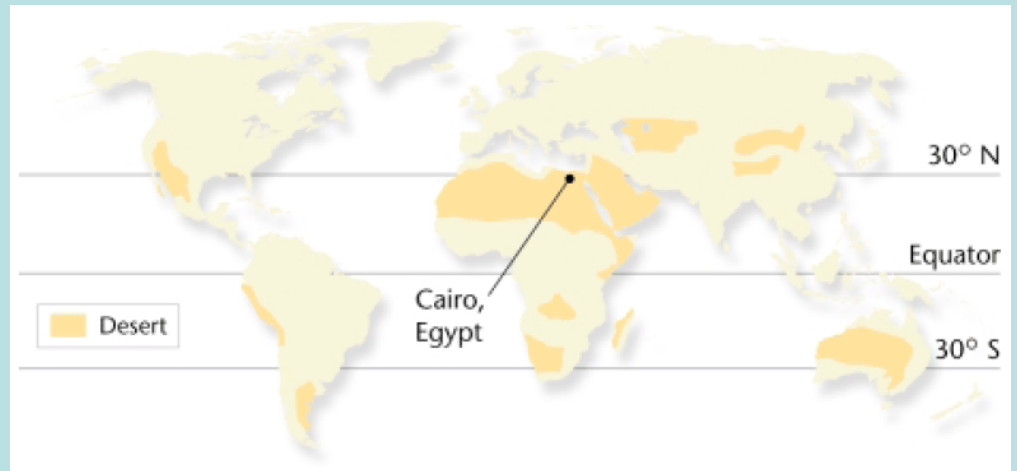 30° N
Equator
Cairo,
Egypt
Desert
30° S